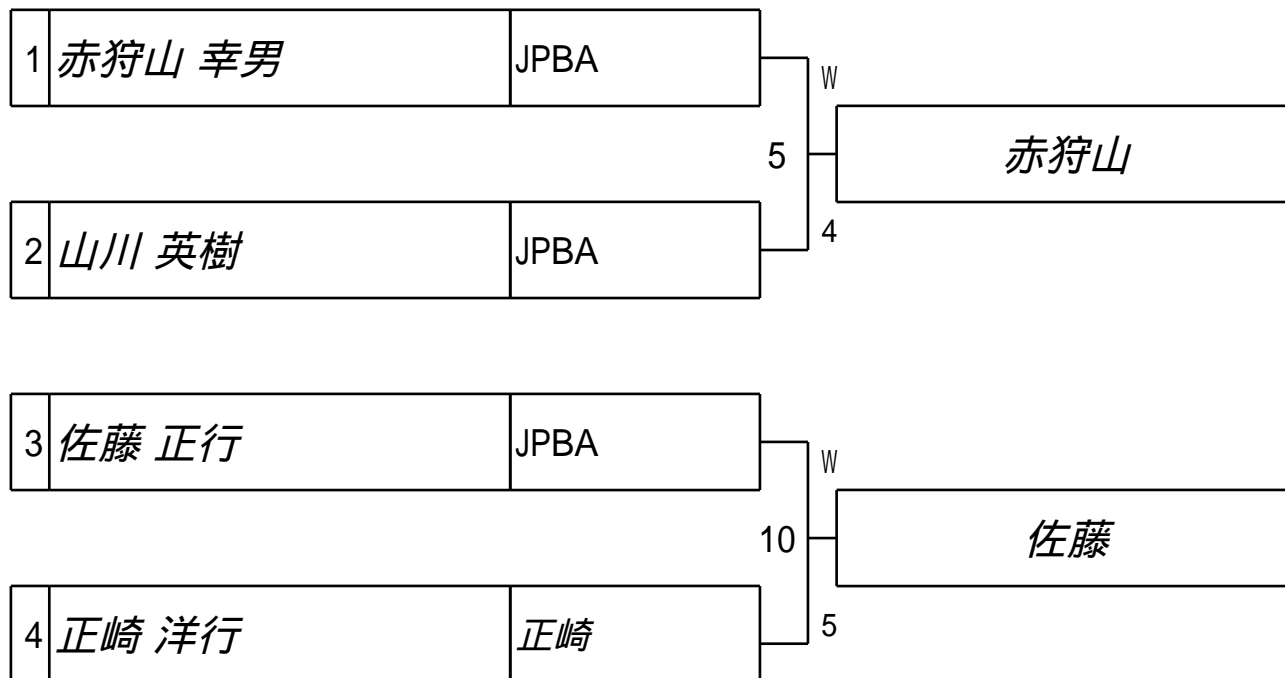 1 赤狩山 幸男 JPBA
W
5 赤狩山
4
2 山川 英樹 JPBA
3 佐藤 正行 JPBA
W
10 佐藤
5
4 正崎 洋行 正崎